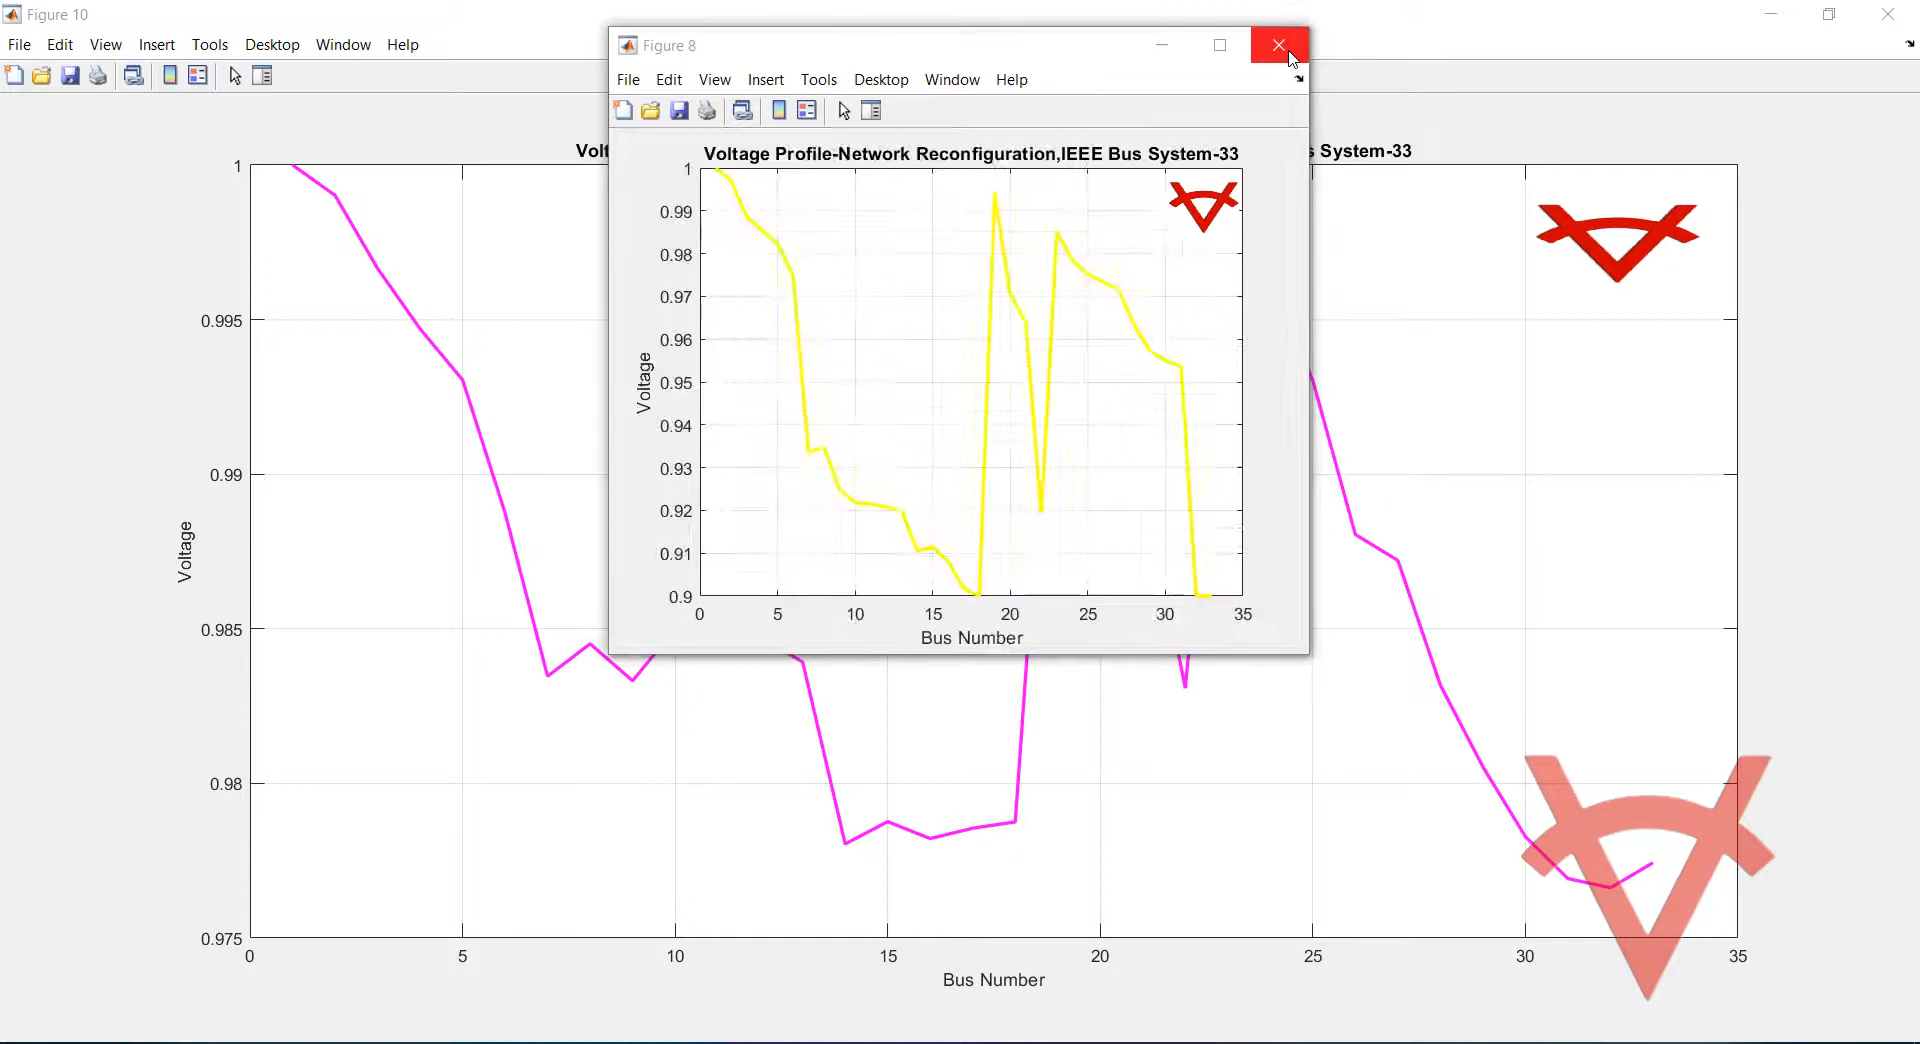 Figure 10
File Edit View Insert Tools Desktop Window Help
Figure 8
File Edit View Insert Tools Desktop Window Help
Voltage Profile-Network Reconfiguration,IEEE Bus System-33
1
0.99
0.98
0.97
0.96
0.95
0.94
0.93
0.92
0.91
0.9
Voltage
0 5 10 15 20 25 30 35
Bus Number
System-33
1
0.995
0.99
0.985
0.98
0.975
Voltage
0 5 10 15 20 25 30 35
Bus Number